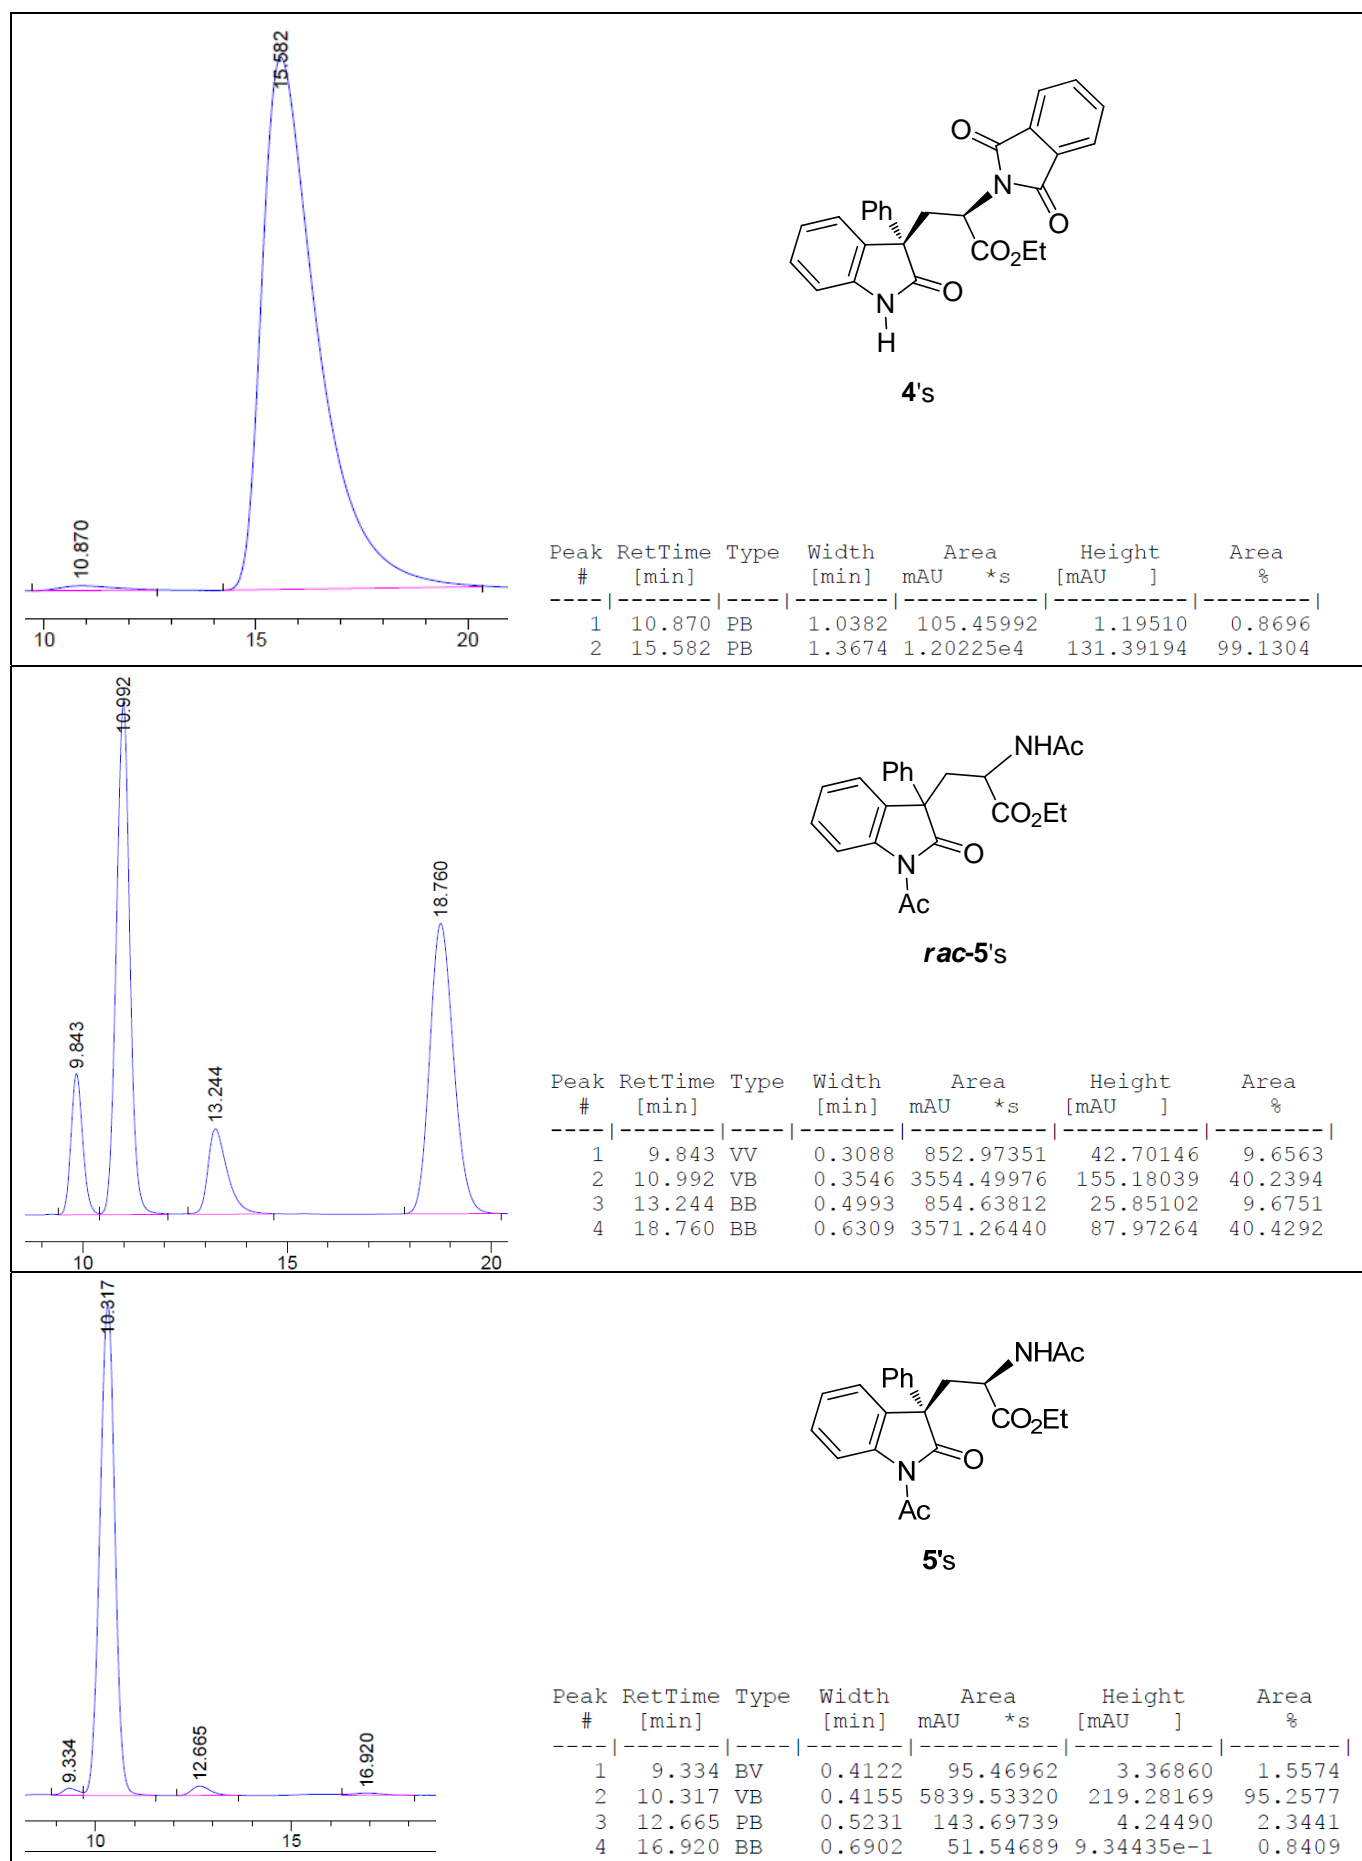 15.582
10.870
10 15 20
O
N
O
Ph
CO2Et
O
N
H
4's
Peak RetTime Type Width Area Height Area
# [min] [min] mAU *s [mAU ] %
----|-------|----|-------|----------|----------|--------|
1 10.870 PB 1.0382 105.45992 1.19510 0.8696
2 15.582 PB 1.3674 1.20225e4 131.39194 99.1304
10.992
18.760
9.843
13.244
10 15 20
NHAc
Ph
CO2Et
O
N
Ac
rac-5's
Peak RetTime Type Width Area Height Area
# [min] [min] mAU *s [mAU ] %
----|-------|----|-------|-----------|----------|--------|
1 9.843 VV 0.3088 852.97351 42.70146 9.6563
2 10.992 VB 0.3546 3554.49976 155.18039 40.2394
3 13.244 BB 0.4993 854.63812 25.85102 9.6751
4 18.760 BB 0.6309 3571.26440 87.97264 40.4292
10.317
9.334
12.665
16.920
10 15
NHAc
Ph
CO2Et
O
N
Ac
5's
Peak RetTime Type Width Area Height Area
# [min] [min] mAU *s [mAU ] %
----|-------|----|-------|----------|----------|--------|
1 9.334 BV 0.4122 95.46962 3.36860 1.5574
2 10.317 VB 0.4155 5839.53320 219.28169 95.2577
3 12.665 PB 0.5231 143.69739 4.24490 2.3441
4 16.920 BB 0.6902 51.54689 9.34435e-1 0.8409